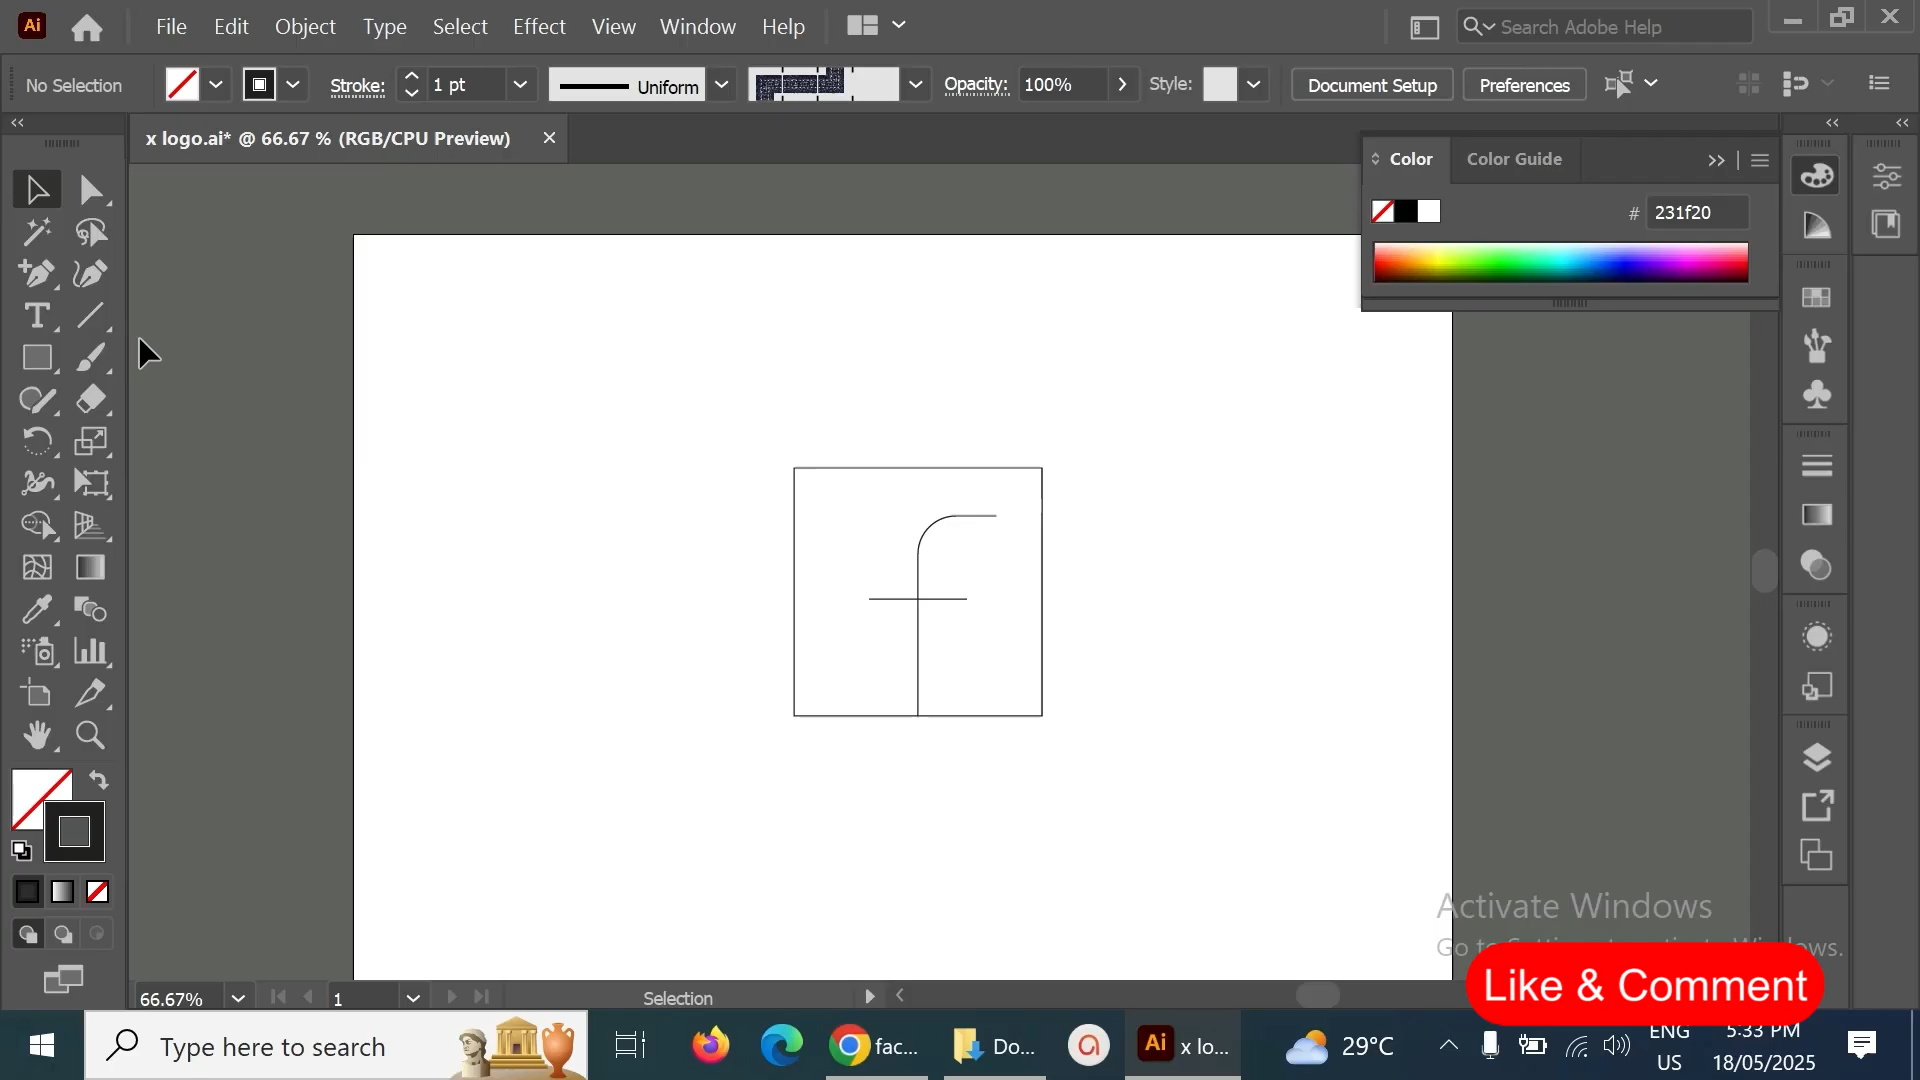 Ai File Edit Object Type Select Effect View Window Help Search Adobe Help
No Selection Stroke: 1 pt Uniform Opacity: 100% Style: Document Setup Preferences
x logo.ai* @ 66.67 % (RGB/CPU Preview)
Color Color Guide
# 231f20
Activate Windows
Like & Comment
66.67% 1 Selection
Type here to search fac... Do... Ai x lo... 29°C ENG US 5:33 PM 18/05/2025